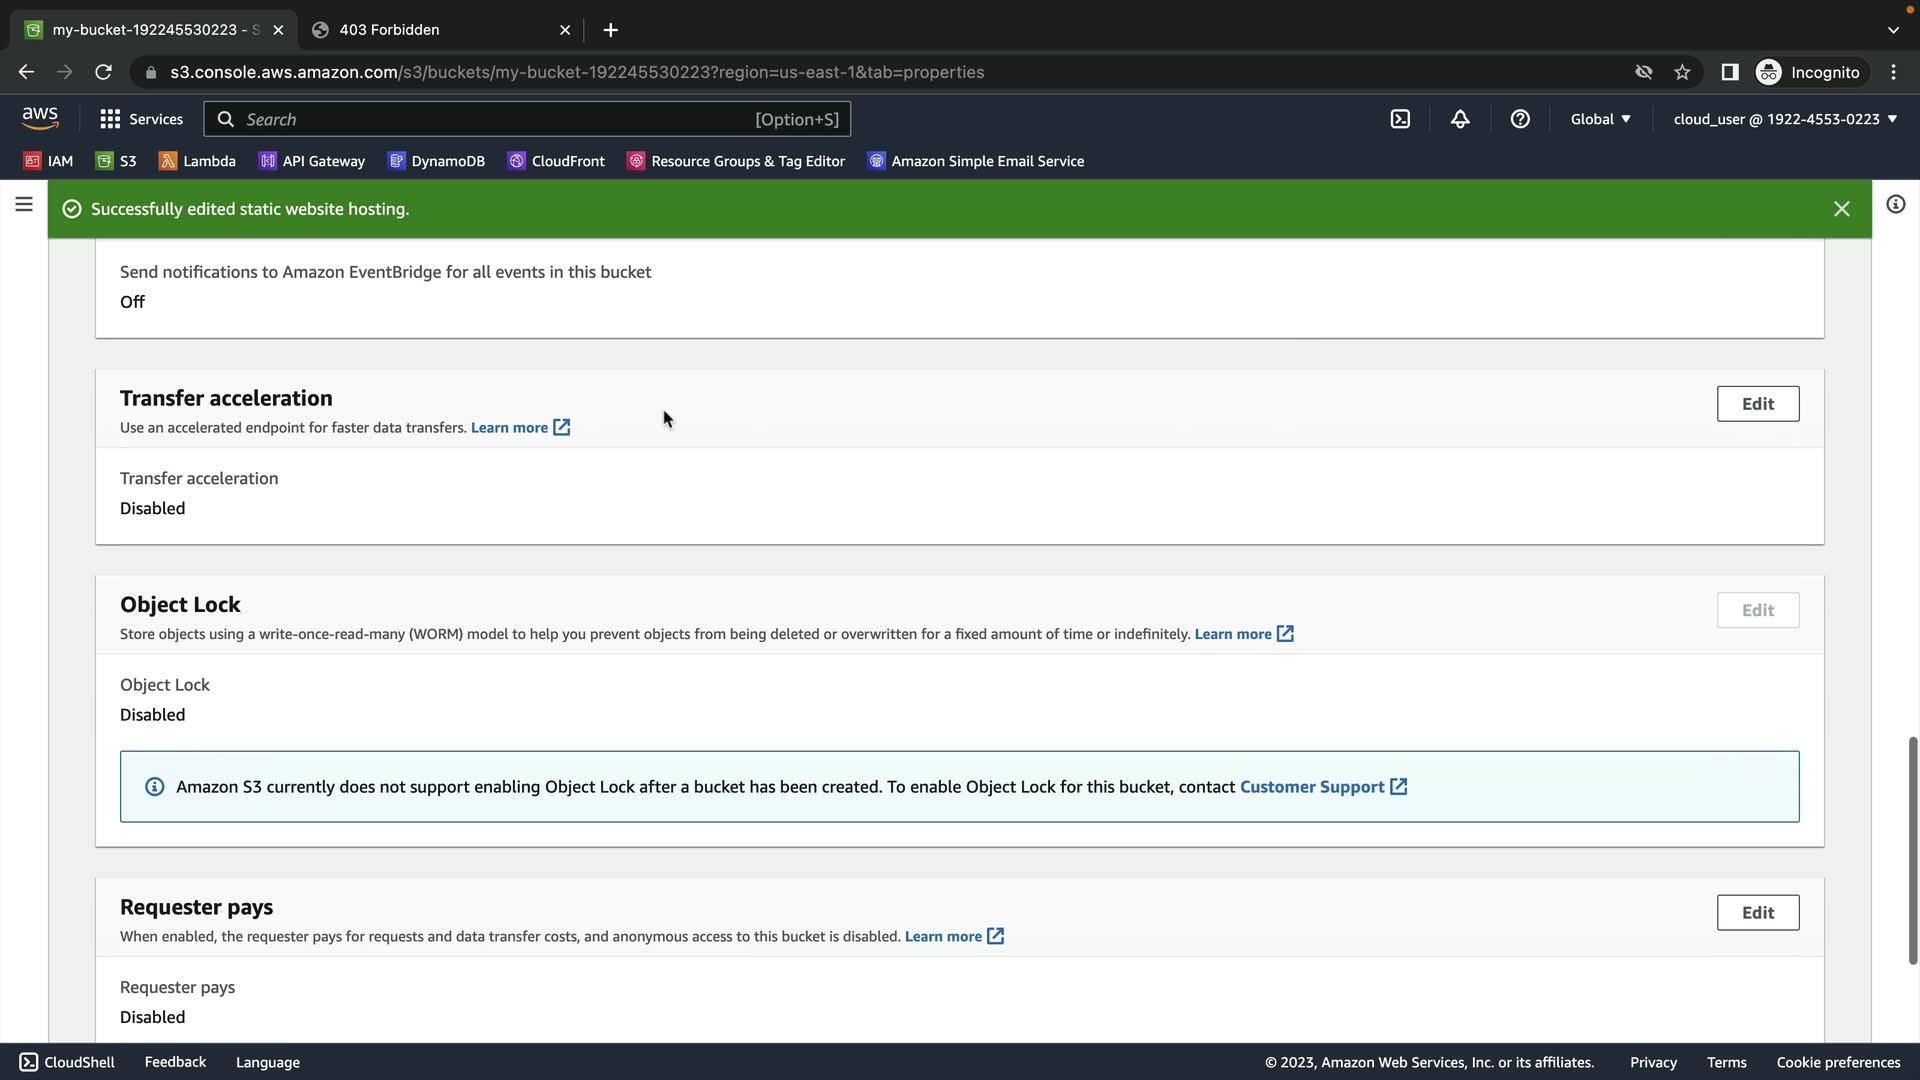 my-bucket-192245530223 - S
403 Forbidden
s3.console.aws.amazon.com/s3/buckets/my-bucket-192245530223?region=us-east-1&tab=properties
Incognito
aws
Services
Search
[Option+S]
Global
cloud_user @ 1922-4553-0223
IAM
S3
Lambda
API Gateway
DynamoDB
CloudFront
Resource Groups & Tag Editor
Amazon Simple Email Service
Successfully edited static website hosting.
Send notifications to Amazon EventBridge for all events in this bucket
Off
Transfer acceleration
Edit
Use an accelerated endpoint for faster data transfers. Learn more
Transfer acceleration
Disabled
Object Lock
Edit
Store objects using a write-once-read-many (WORM) model to help you prevent objects from being deleted or overwritten for a fixed amount of time or indefinitely. Learn more
Object Lock
Disabled
Amazon S3 currently does not support enabling Object Lock after a bucket has been created. To enable Object Lock for this bucket, contact Customer Support
Requester pays
Edit
When enabled, the requester pays for requests and data transfer costs, and anonymous access to this bucket is disabled. Learn more
Requester pays
Disabled
CloudShell
Feedback
Language
© 2023, Amazon Web Services, Inc. or its affiliates.
Privacy
Terms
Cookie preferences